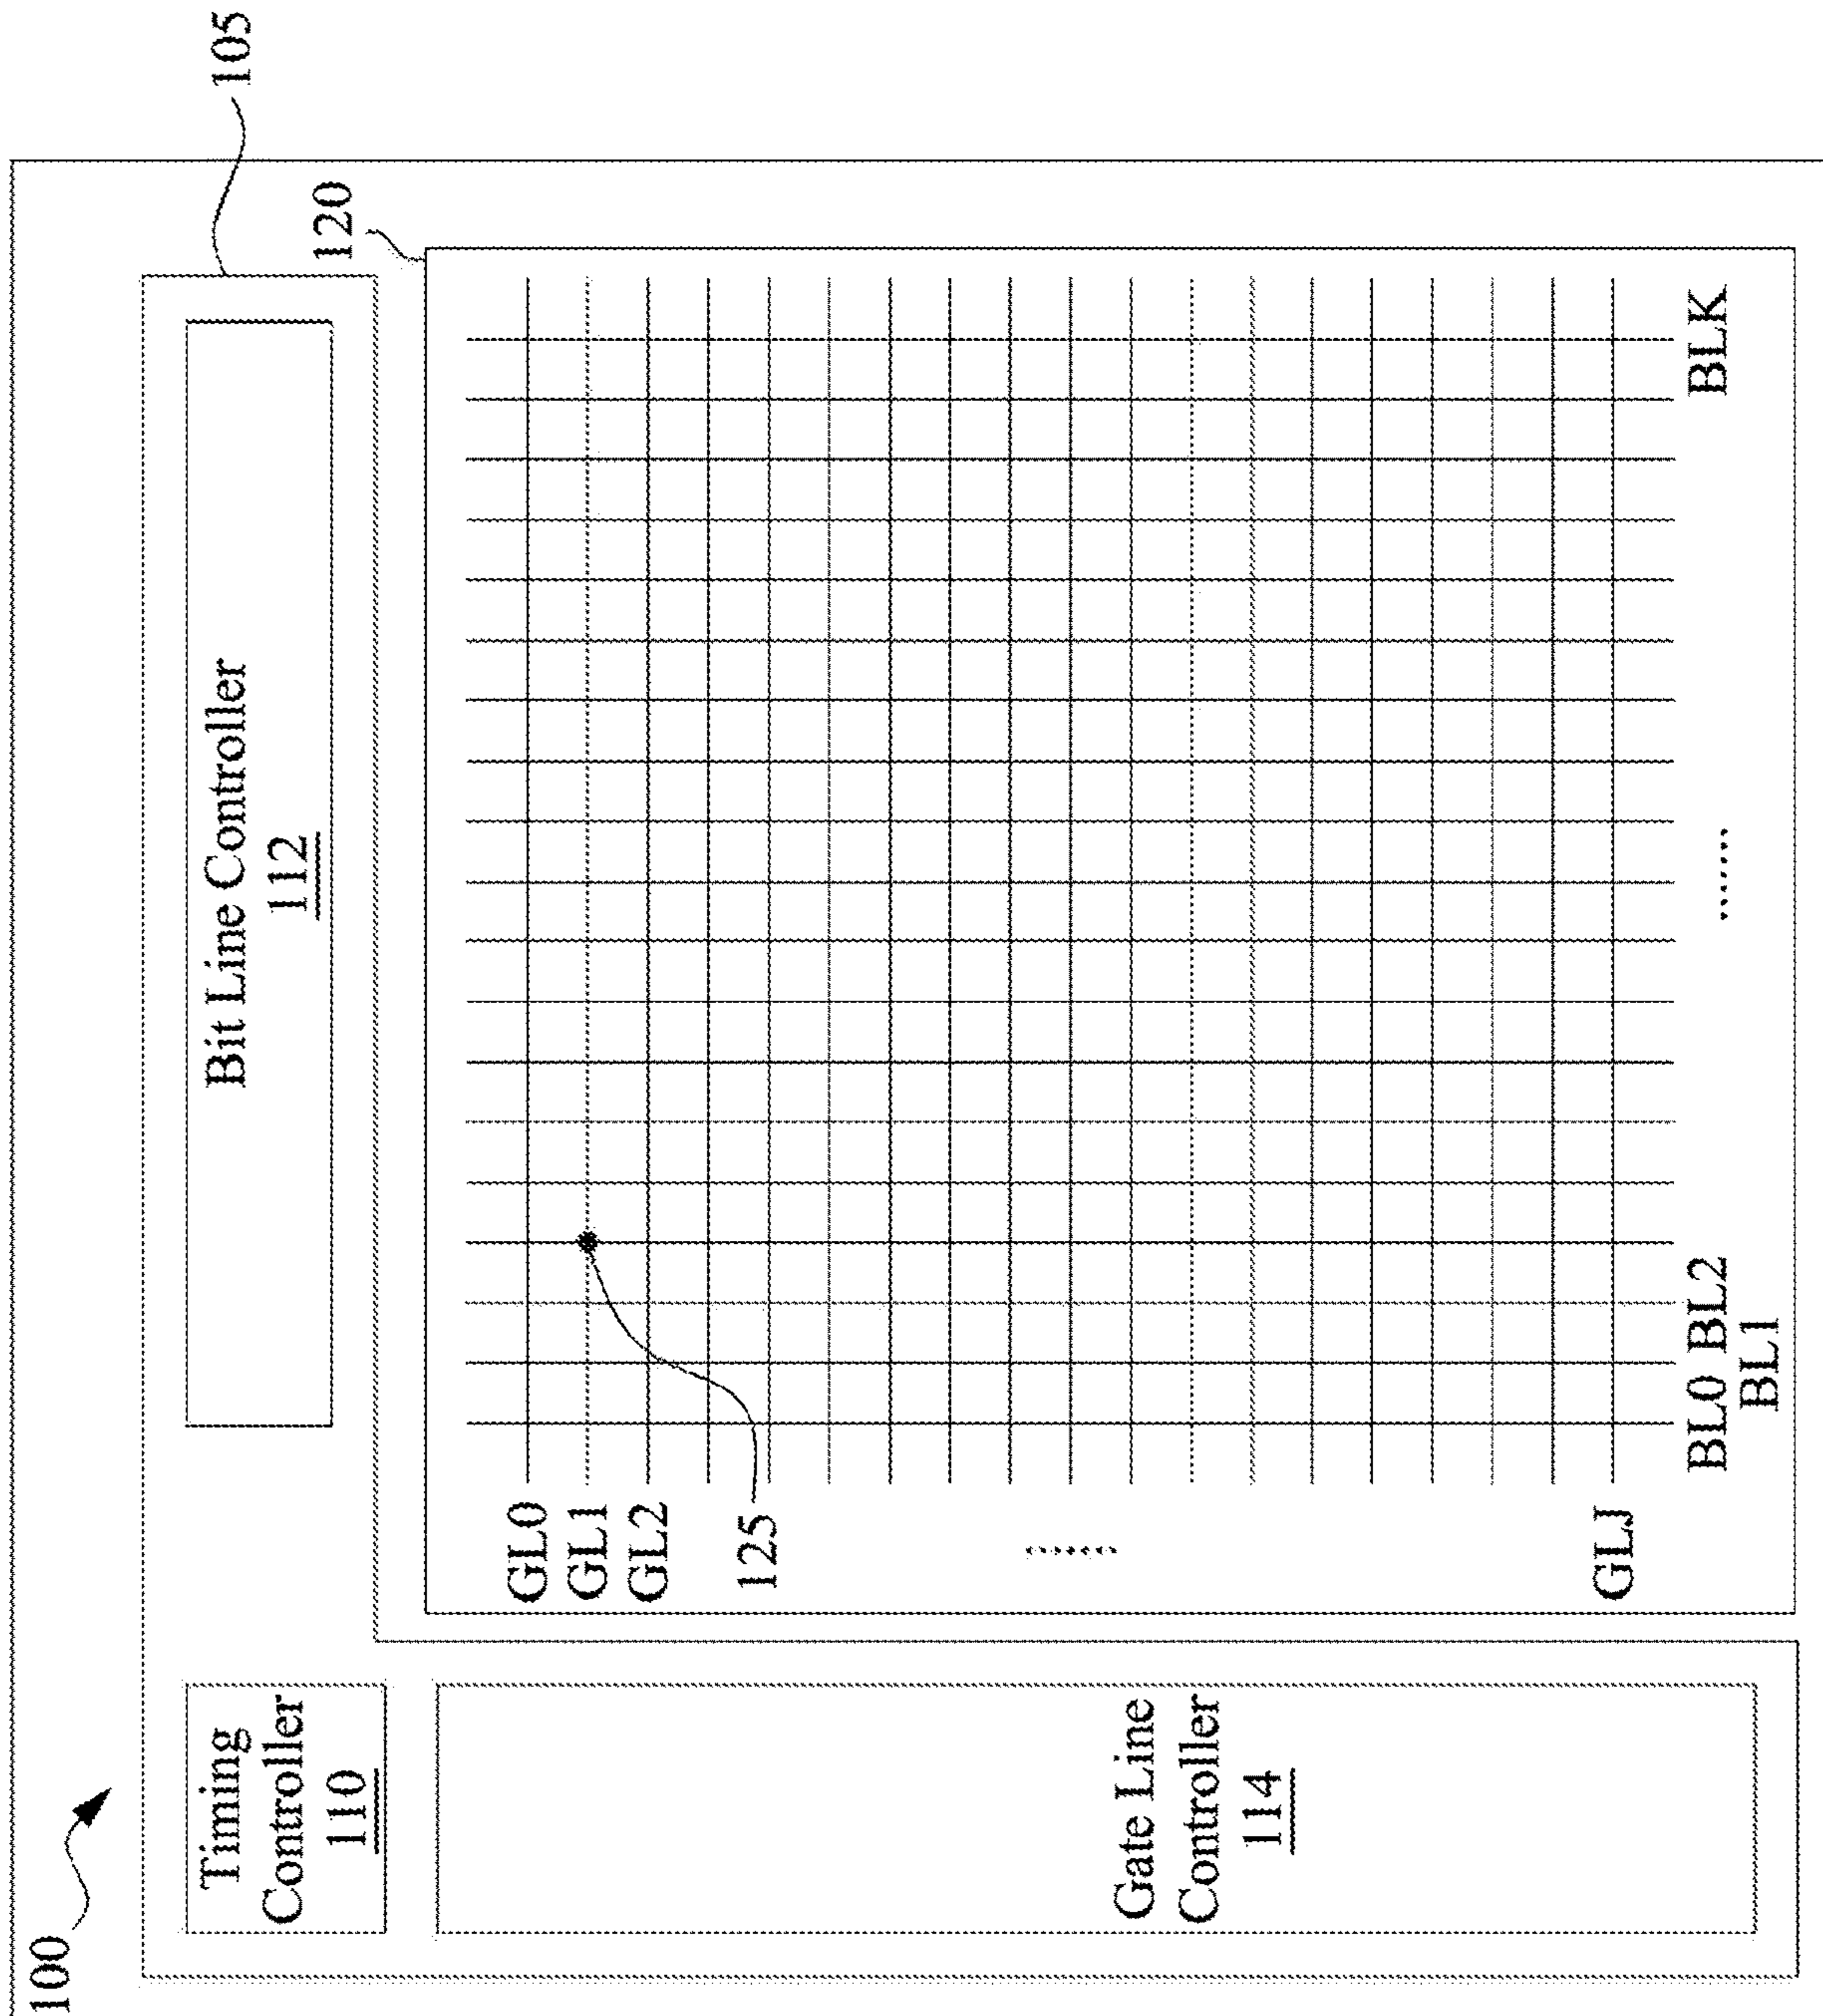 100
105
Timing
Controller
110
Bit Line Controller
112
120
Gate Line
Controller
114
GL0
GL1
GL2
125
......
GLJ
BL0 BL2
BL1
......
BLK